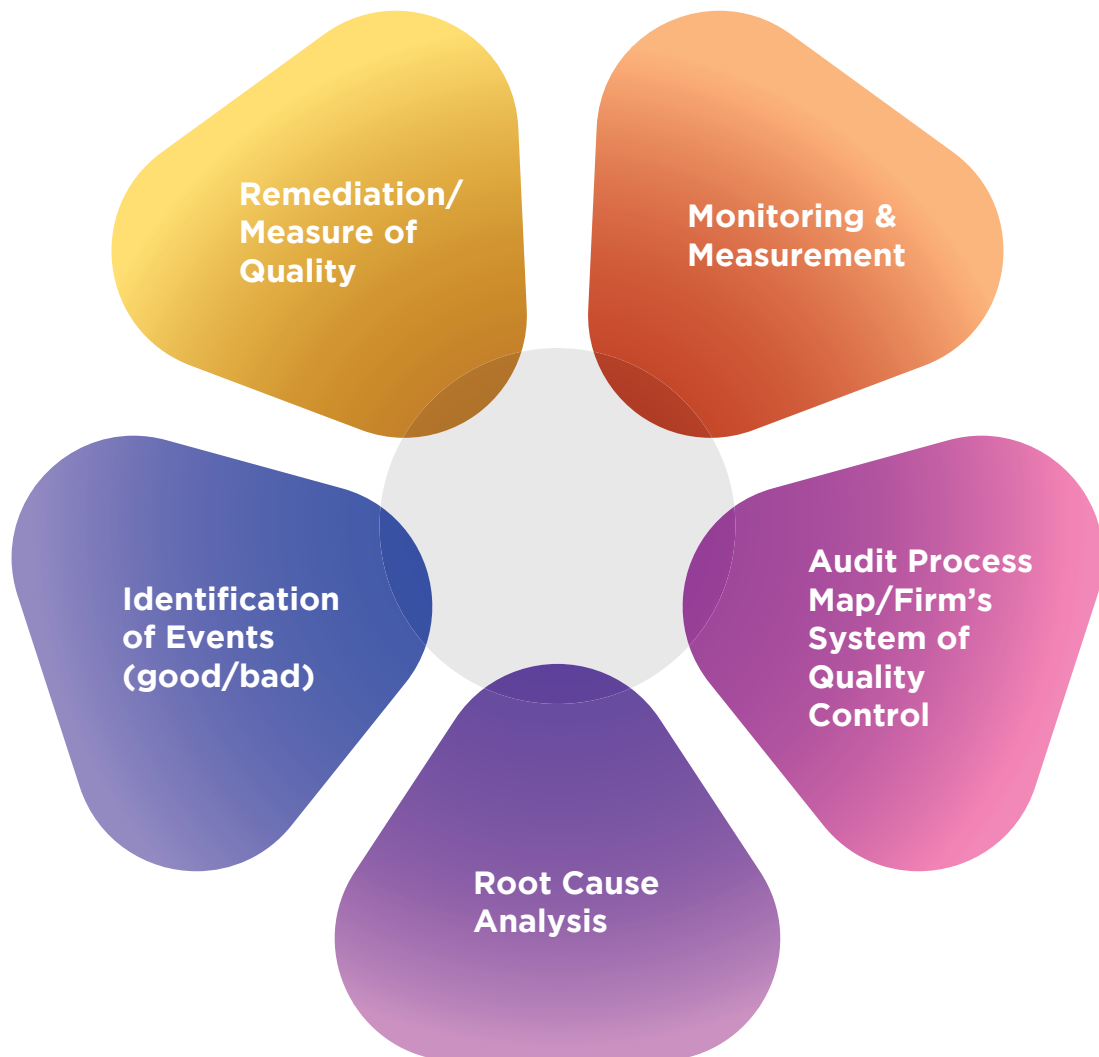 Remediation/
Measure of
Quality
Monitoring &
Measurement
Identification
of Events
(good/bad)
Audit Process
Map/Firm’s
System of
Quality
Control
Root Cause
Analysis